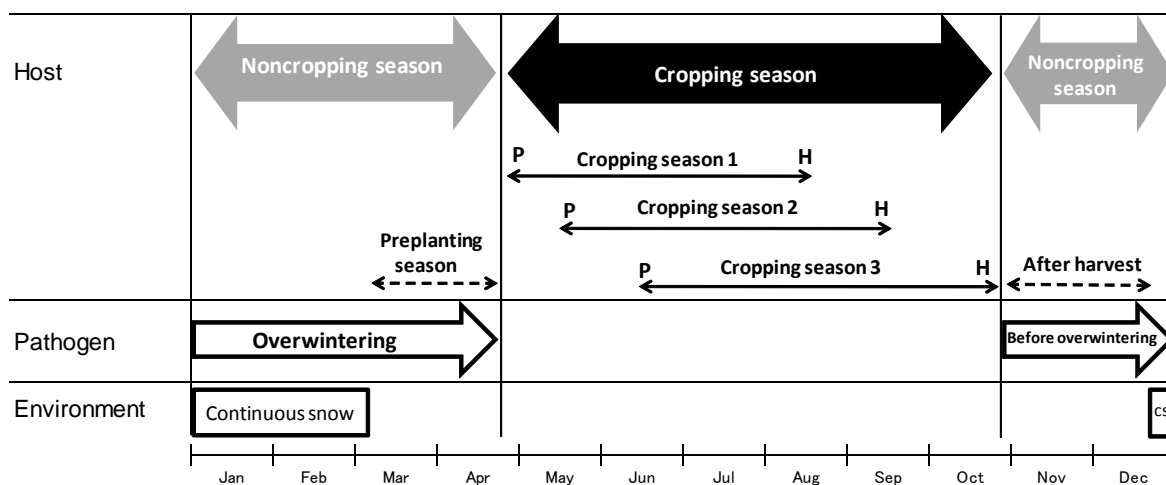 Host
Noncropping season
Cropping season
Noncropping
season
P
Cropping season 1
H
P
Cropping season 2
H
Preplanting
season
P
Cropping season 3
H
After harvest
Pathogen
Overwintering
Before overwintering
Environment
Continuous snow
cs
Jan Feb Mar Apr May Jun Jul Aug Sep Oct Nov Dec